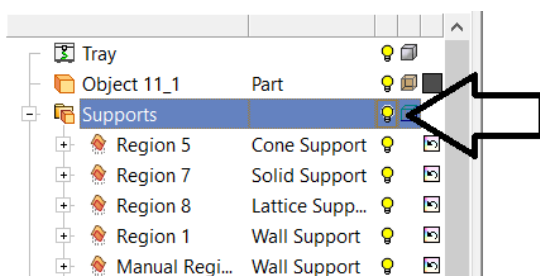 Tray
Object 11_1 Part
Supports
Region 5 Cone Support
Region 7 Solid Support
Region 8 Lattice Supp...
Region 1 Wall Support
Manual Regi... Wall Support